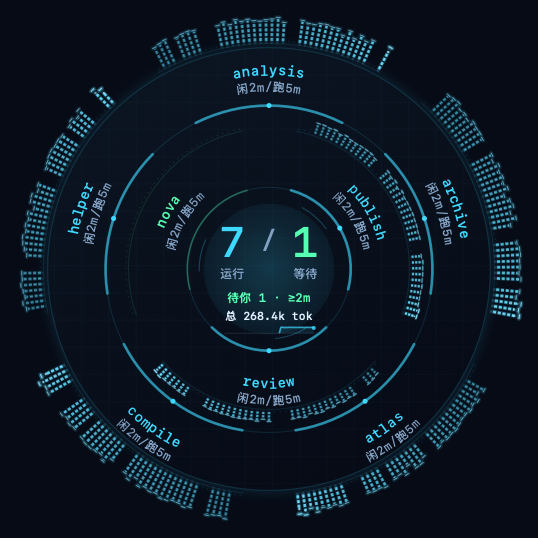 analysis
闲2m/跑5m
helper
闲2m/跑5m
archive
闲2m/跑5m
nova
闲2m/跑5m
publish
闲2m/跑5m
7 / 1
运行 等待
待你 1 · ≥2m
总 268.4k tok
review
闲2m/跑5m
compile
闲2m/跑5m
atlas
闲2m/跑5m